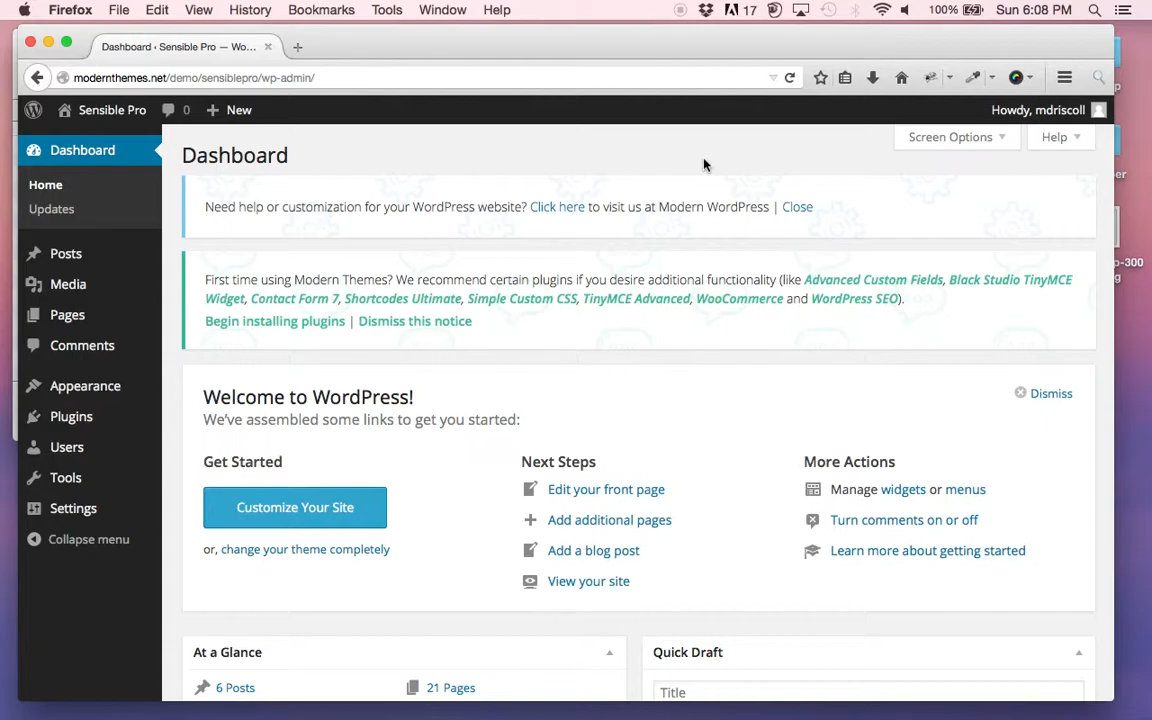 Firefox File Edit View History Bookmarks Tools Window Help 17 100% Sun 6:08 PM
Dashboard ‹ Sensible Pro — Wo...
modernthemes.net/demo/sensiblepro/wp-admin/
Sensible Pro 0 New Howdy, mdriscoll
Dashboard
Home
Updates
Posts
Media
Pages
Comments
Appearance
Plugins
Users
Tools
Settings
Collapse menu
Screen Options Help
Dashboard
Need help or customization for your WordPress website? Click here to visit us at Modern WordPress | Close
First time using Modern Themes? We recommend certain plugins if you desire additional functionality (like Advanced Custom Fields, Black Studio TinyMCE
Widget, Contact Form 7, Shortcodes Ultimate, Simple Custom CSS, TinyMCE Advanced, WooCommerce and WordPress SEO).
Begin installing plugins | Dismiss this notice
Welcome to WordPress!
Dismiss
We've assembled some links to get you started:
Get Started
Customize Your Site
or, change your theme completely
Next Steps
Edit your front page
Add additional pages
Add a blog post
View your site
More Actions
Manage widgets or menus
Turn comments on or off
Learn more about getting started
At a Glance
6 Posts 21 Pages
Quick Draft
Title